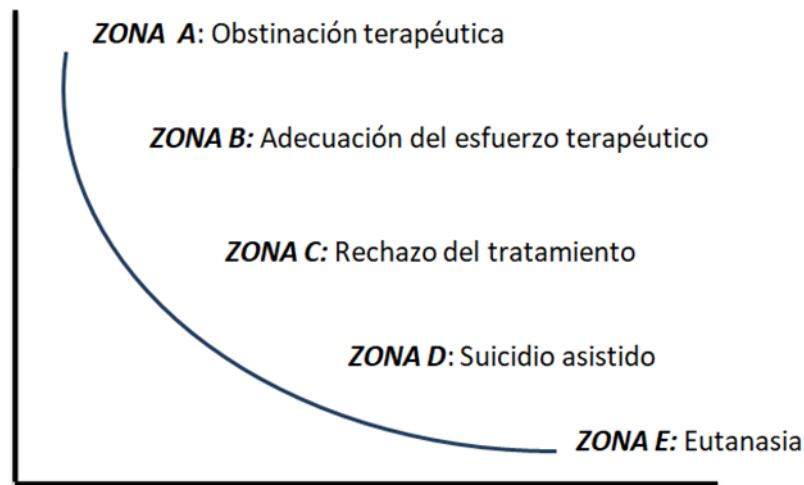 ZONA A: Obstinación terapéutica
ZONA B: Adecuación del esfuerzo terapéutico
ZONA C: Rechazo del tratamiento
ZONA D: Suicidio asistido
ZONA E: Eutanasia